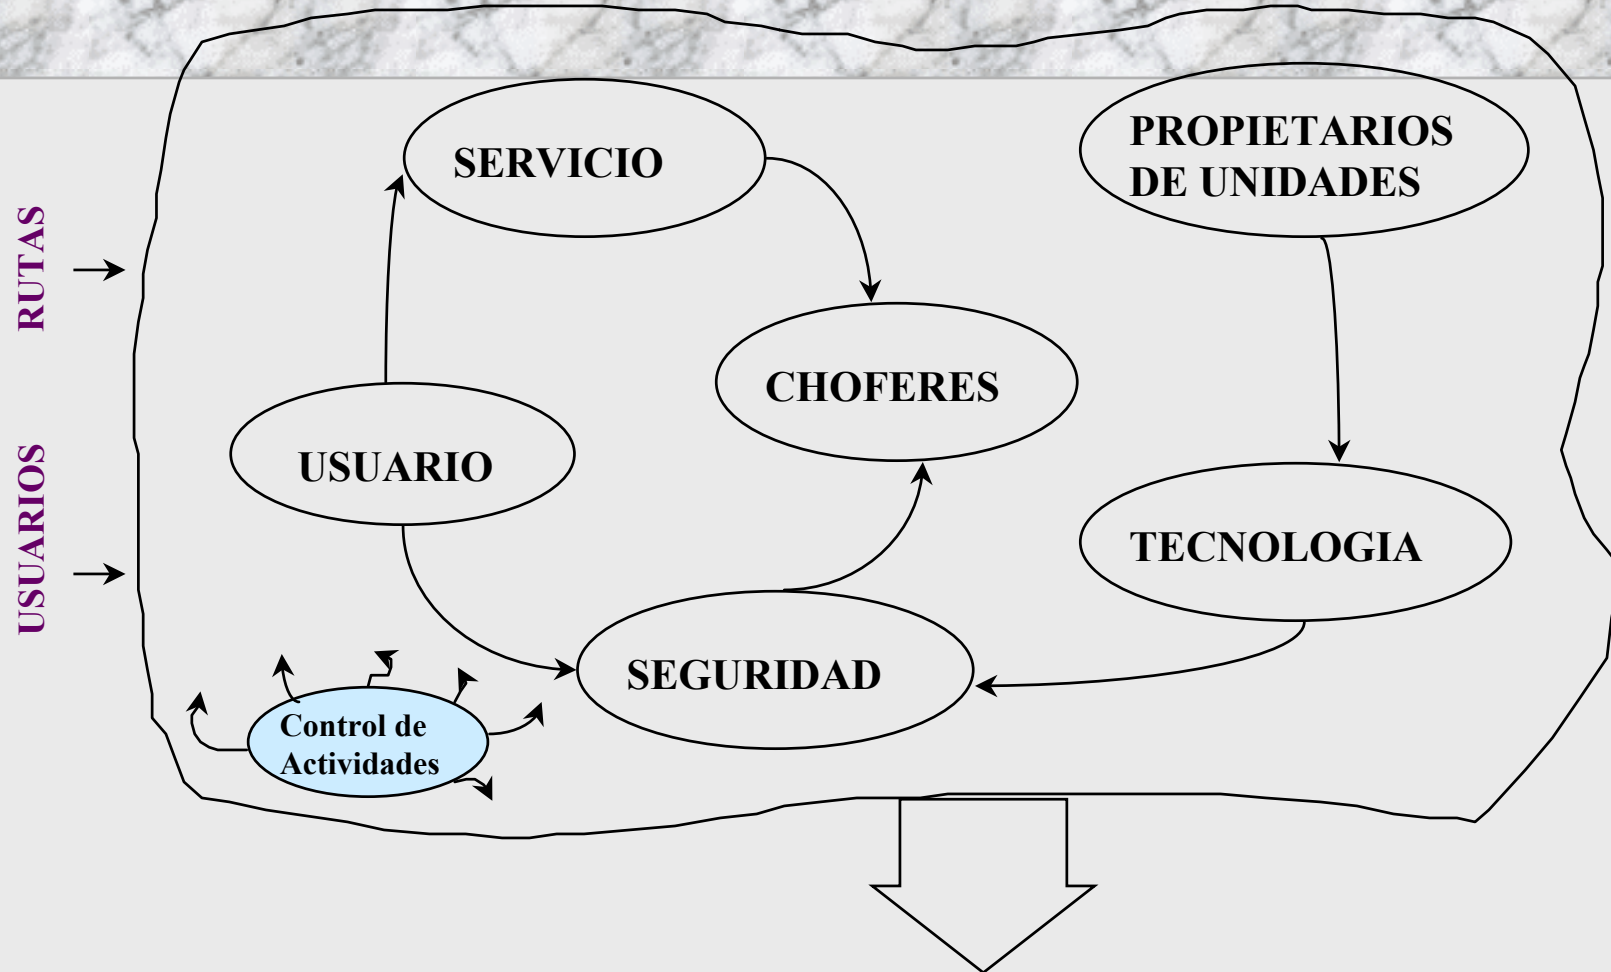 RUTAS
USUARIOS
SERVICIO
PROPIETARIOS
DE UNIDADES
CHOFERES
USUARIO
TECNOLOGIA
SEGURIDAD
Control de
Actividades